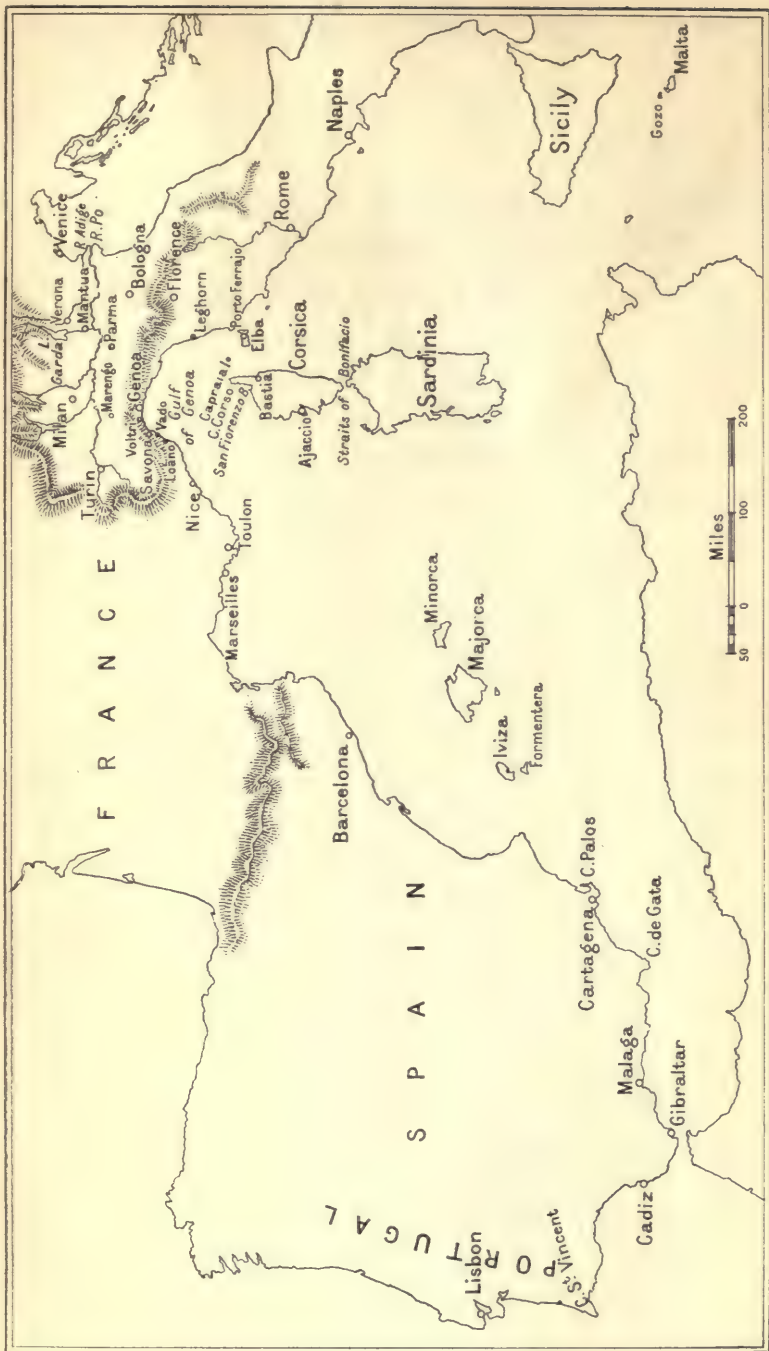 FRANCE
SPAIN
PORTUGAL
Turin
Milan
L. Garda
Verona
Mantua
Venice
R. Adige
R. Po
Marengo
Parma
Bologna
Genoa
Voltri
Savona
Vado
Loano
Gulf of Genoa
Nice
Toulon
Marseilles
Florence
Leghorn
Porto Ferrajo
Elba
Capraia I.
C. Corso
San Fiorenzo B.
Bastia
Corsica
Ajaccio
Straits of Bonifacio
Sardinia
Rome
Naples
Sicily
Gozo
Malta
Barcelona
Minorca
Majorca
Iviza
Formentera
C. Palos
Cartagena
C. de Gata
Malaga
Gibraltar
Cadiz
Lisbon
C. St. Vincent
Miles
50 0 100 200